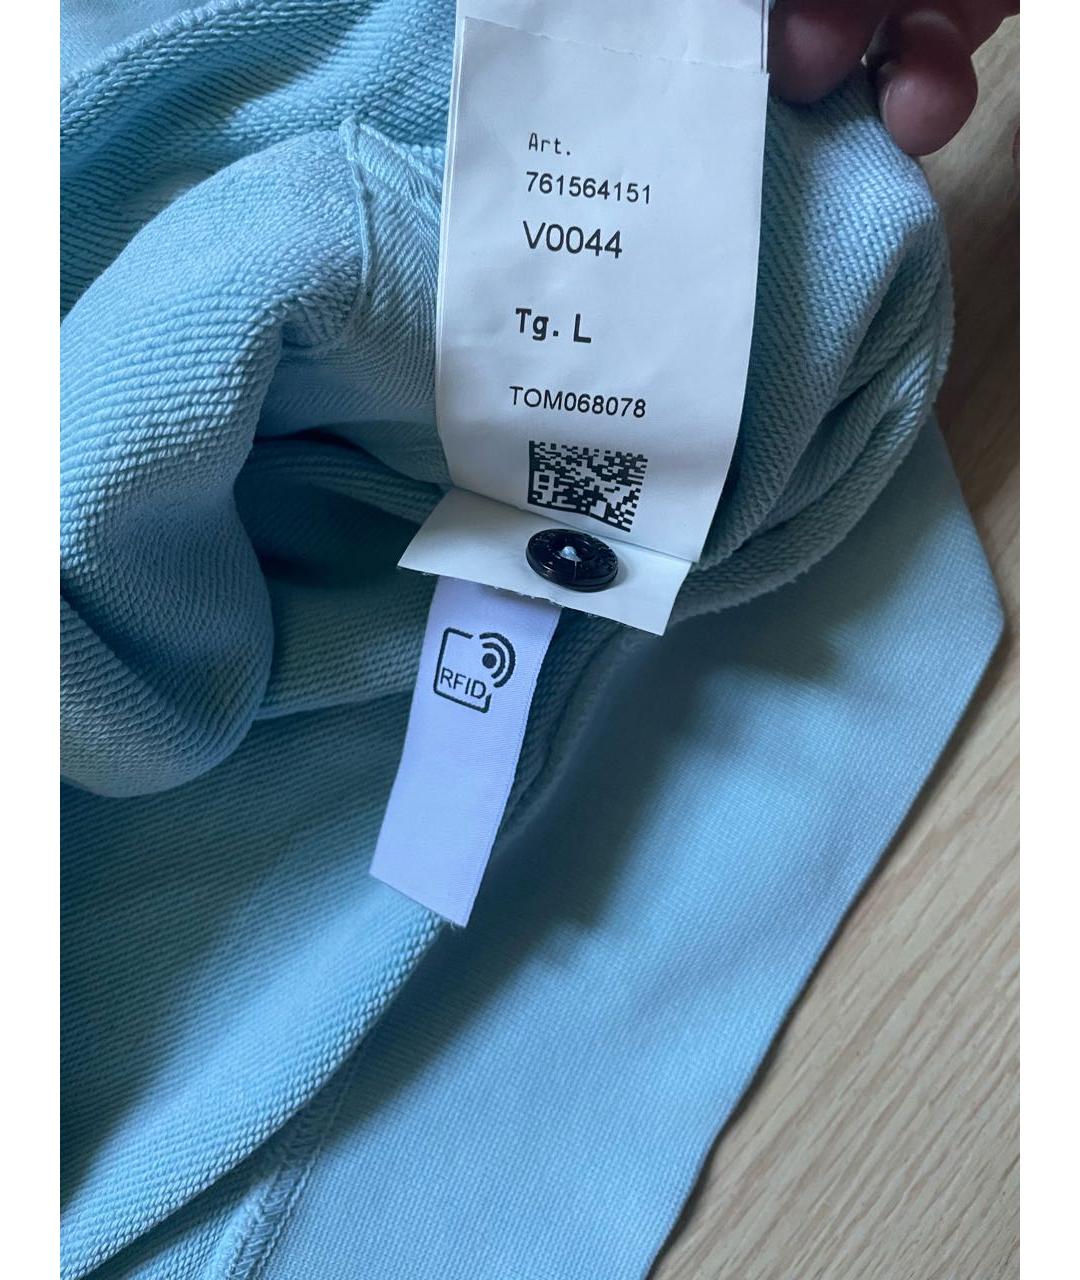 Art.
761564151
V0044
Tg. L
TOM068078
RFID